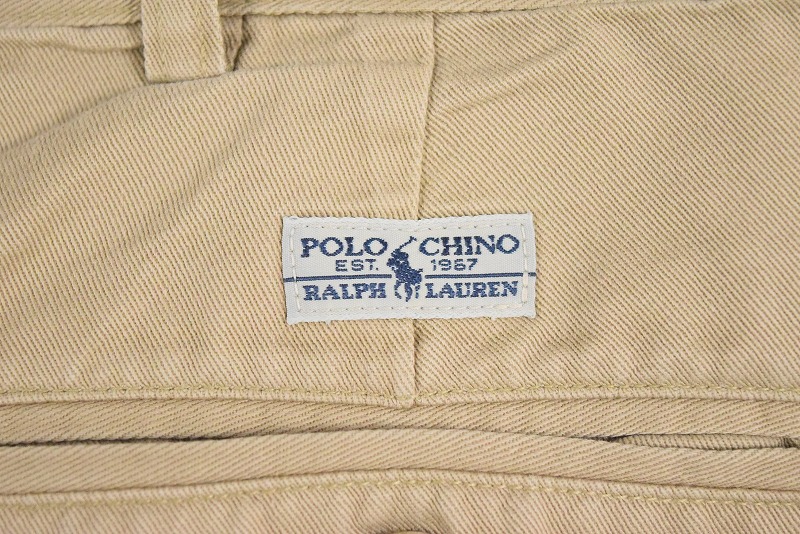 POLO CHINO
EST. 1967
RALPH LAUREN